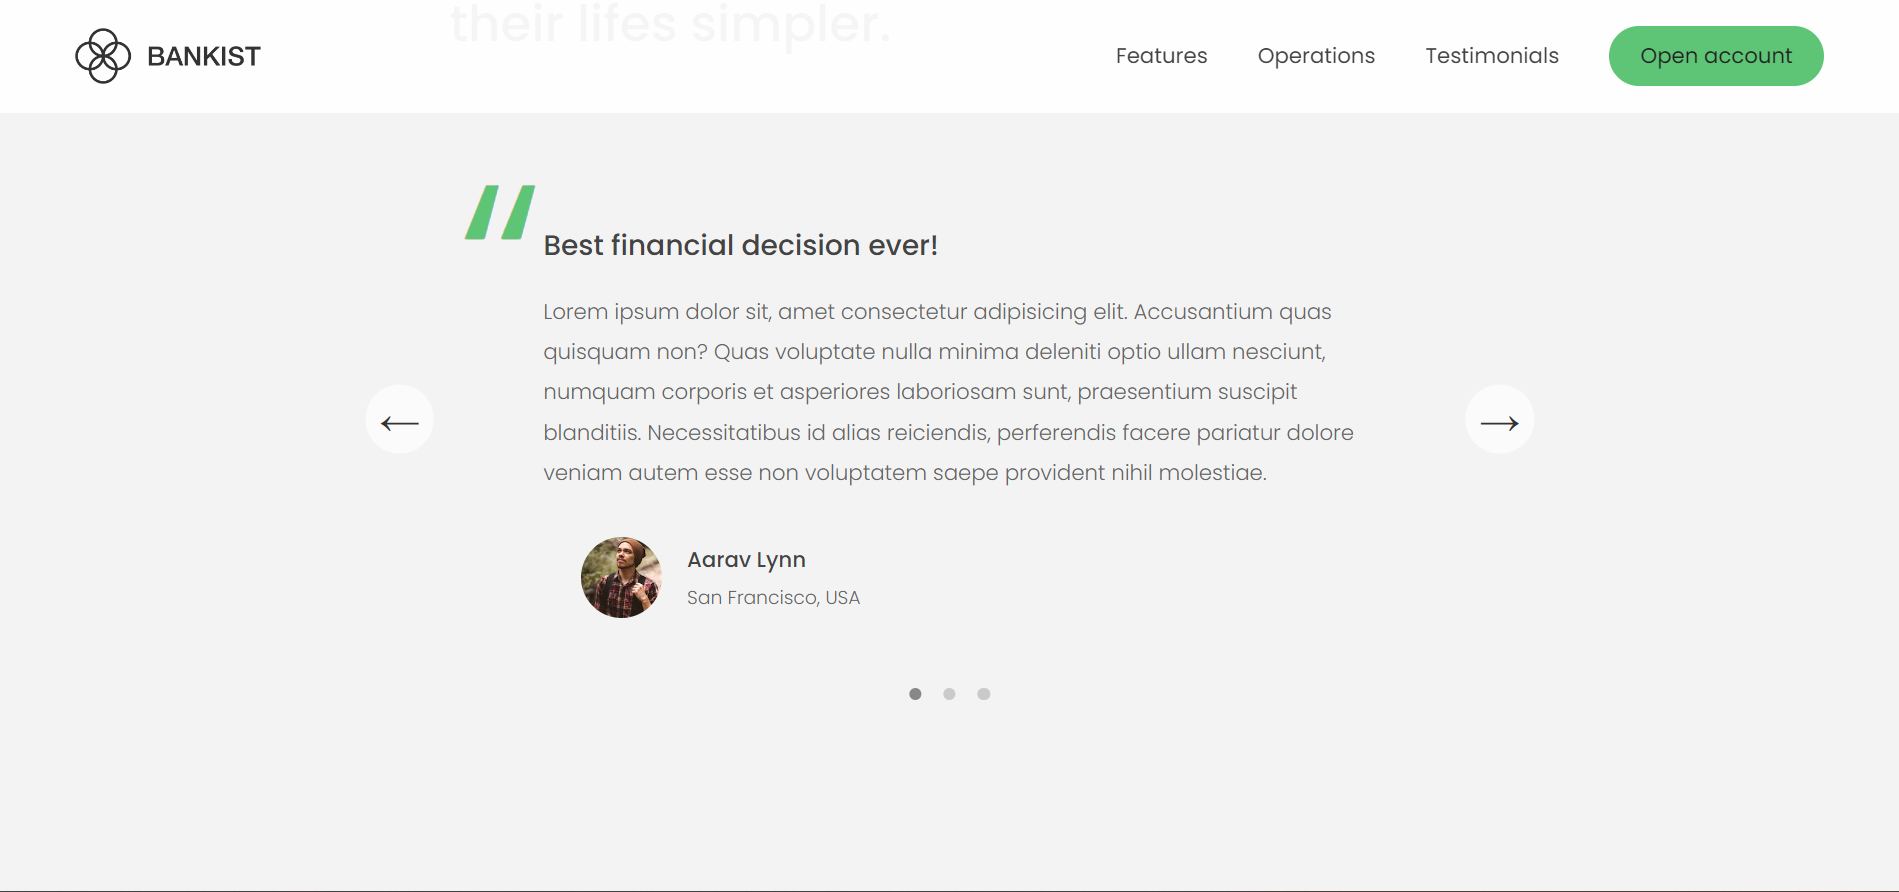 their lifes simpler.
BANKIST
Features
Operations
Testimonials
Open account
“
Best financial decision ever!
Lorem ipsum dolor sit, amet consectetur adipisicing elit. Accusantium quas
quisquam non? Quas voluptate nulla minima deleniti optio ullam nesciunt,
numquam corporis et asperiores laboriosam sunt, praesentium suscipit
blanditiis. Necessitatibus id alias reiciendis, perferendis facere pariatur dolore
veniam autem esse non voluptatem saepe provident nihil molestiae.
←
→
Aarav Lynn
San Francisco, USA